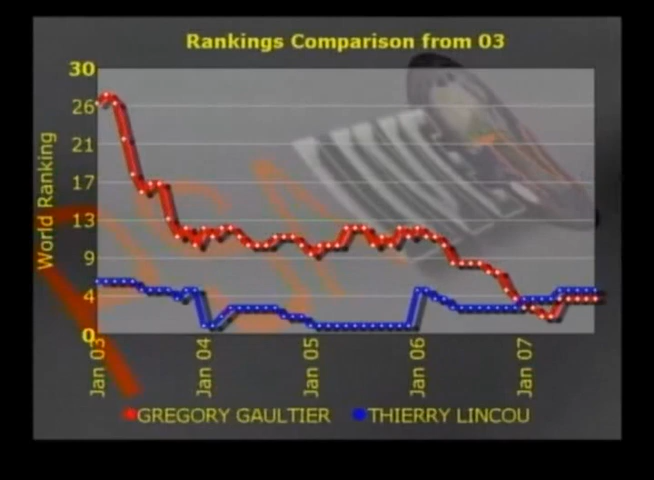 Rankings Comparison from 03
World Ranking
30
26
21
17
13
9
4
0
Jan 03
Jan 04
Jan 05
Jan 06
Jan 07
GREGORY GAULTIER
THIERRY LINCOU